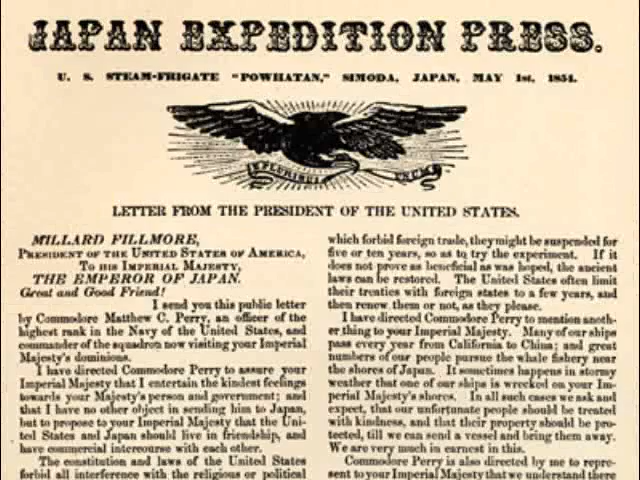 JAPAN EXPEDITION PRESS.
U. S. STEAM-FRIGATE "POWHATAN," SIMODA, JAPAN, MAY 1st, 1854.
E PLURIBUS UNUM
LETTER FROM THE PRESIDENT OF THE UNITED STATES.
MILLARD FILLMORE,
PRESIDENT OF THE UNITED STATES OF AMERICA,
TO HIS IMPERIAL MAJESTY,
THE EMPEROR OF JAPAN.
Great and Good Friend!
I send you this public letter
by Commodore Matthew C. Perry, an officer of the
highest rank in the Navy of the United States, and
commander of the squadron now visiting your Imperial
Majesty's dominions.
I have directed Commodore Perry to assure your
Imperial Majesty that I entertain the kindest feelings
towards your Majesty's person and government; and
that I have no other object in sending him to Japan,
but to propose to your Imperial Majesty that the Uni-
ted States and Japan should live in friendship, and
have commercial intercourse with each other.
The constitution and laws of the United States
forbid all interference with the religious or political
which forbid foreign trade, they might be suspended for
five or ten years, so as to try the experiment. If it
does not prove as beneficial as was hoped, the ancient
laws can be restored. The United States often limit
their treaties with foreign states to a few years, and
then renew them or not, as they please.
I have directed Commodore Perry to mention anoth-
er thing to your Imperial Majesty. Many of our ships
pass every year from California to China; and great
numbers of our people pursue the whale fishery near
the shores of Japan. It sometimes happens in stormy
weather that one of our ships is wrecked on your Im-
perial Majesty's shores. In all such cases we ask and
expect, that our unfortunate people should be treated
with kindness, and that their property should be pro-
tected, till we can send a vessel and bring them away.
We are very much in earnest in this.
Commodore Perry is also directed by me to repre-
sent to your Imperial Majesty that we understand there